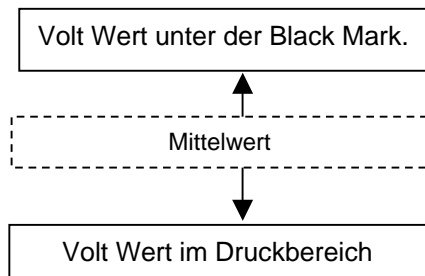 Volt Wert unter der Black Mark.
Mittelwert
Volt Wert im Druckbereich